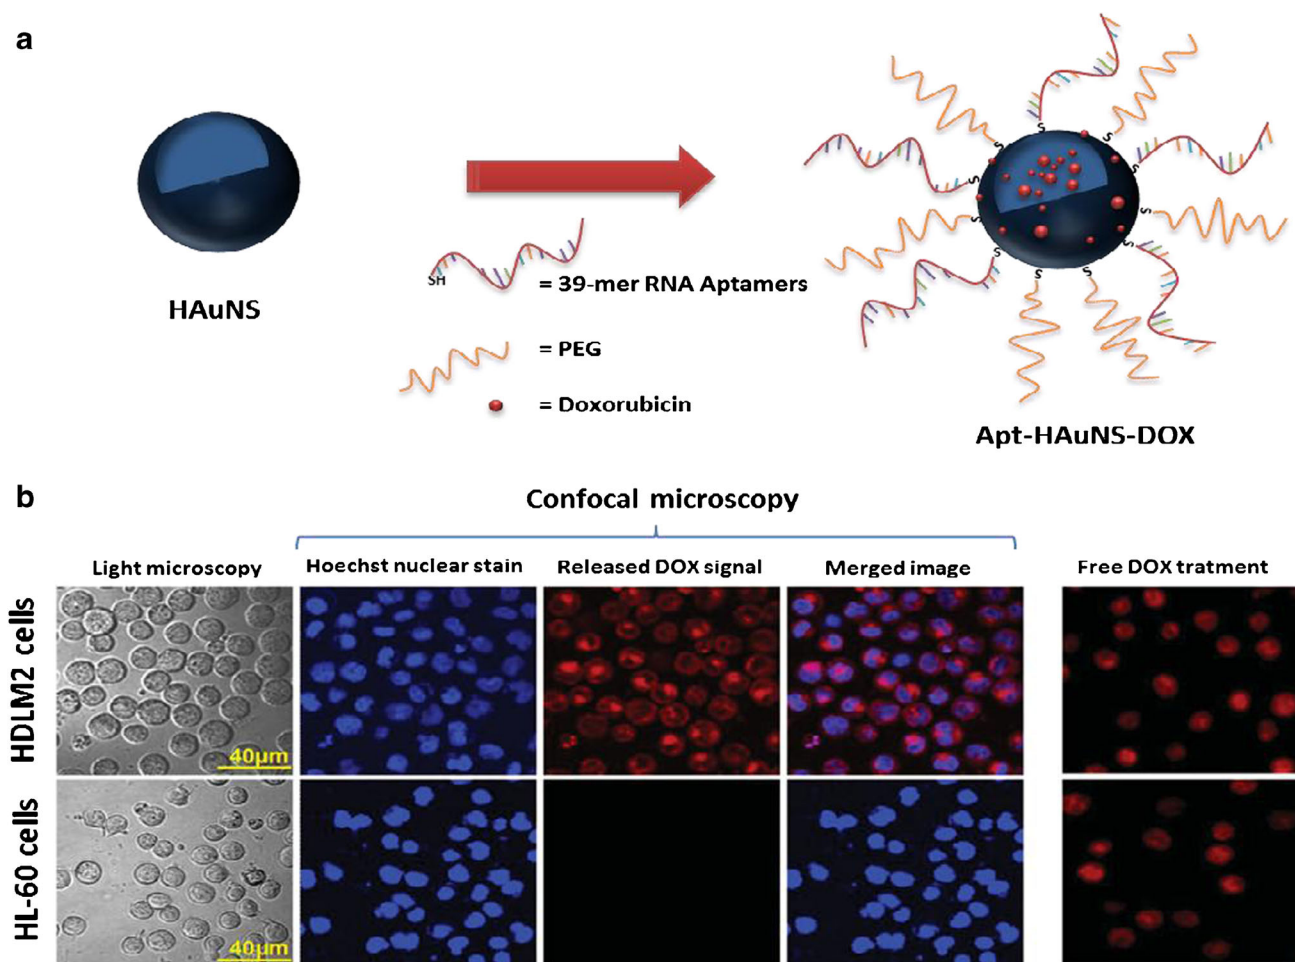 a
HAuNS
SH
= 39-mer RNA Aptamers
= PEG
= Doxorubicin
S
S
S
S
S
S
S
S
S
S
S
Apt-HAuNS-DOX
b
Confocal microscopy
Light microscopy
Hoechst nuclear stain
Released DOX signal
Merged image
Free DOX tratment
HDLM2 cells
40μm
HL-60 cells
40μm